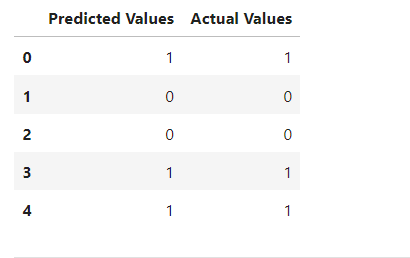 Predicted Values Actual Values
0 1 1
1 0 0
2 0 0
3 1 1
4 1 1